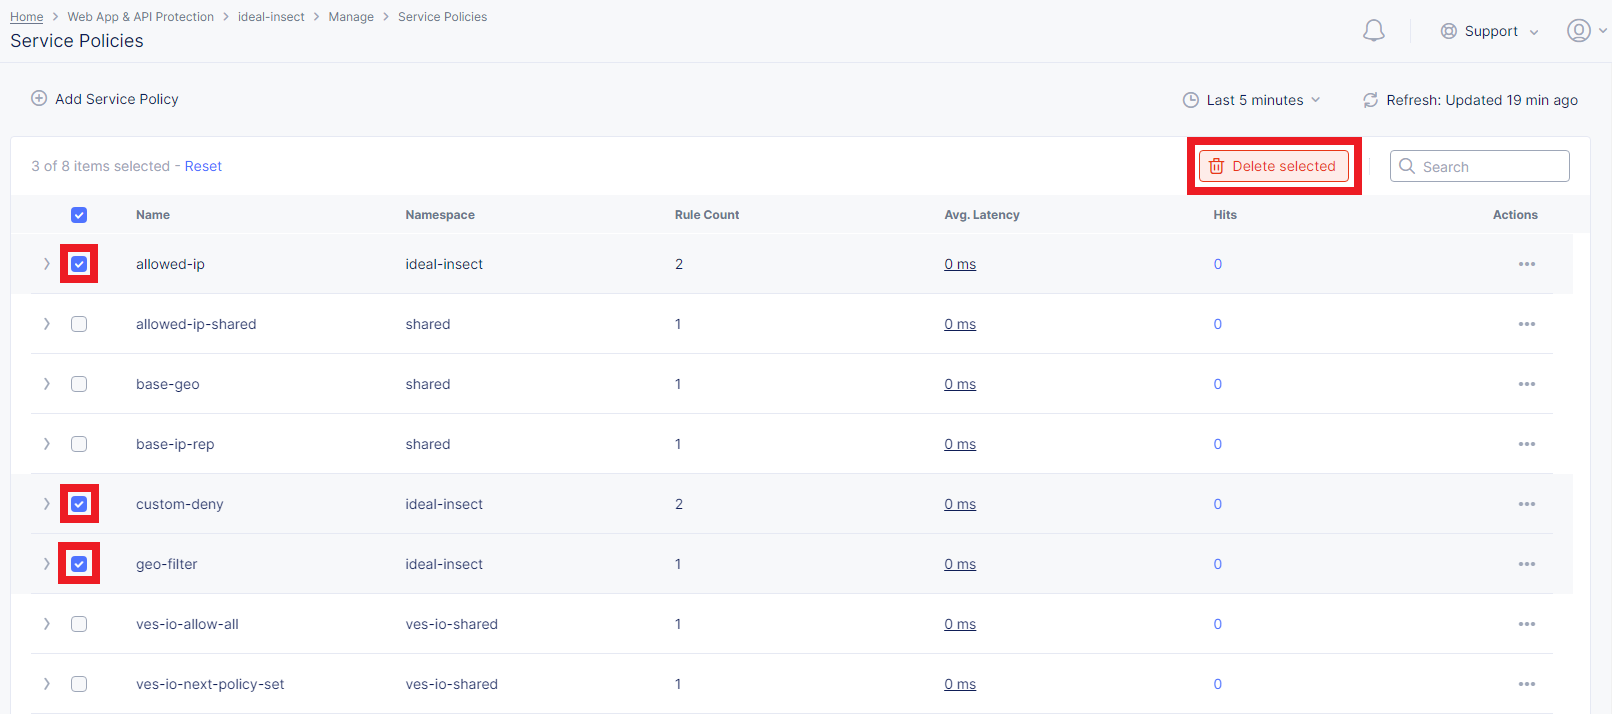 Home > Web App & API Protection > ideal-insect > Manage > Service Policies
Service Policies
Support
Add Service Policy
Last 5 minutes
Refresh: Updated 19 min ago
3 of 8 items selected - Reset
Delete selected
Search
Name Namespace Rule Count Avg. Latency Hits Actions
allowed-ip ideal-insect 2 0 ms 0
allowed-ip-shared shared 1 0 ms 0
base-geo shared 1 0 ms 0
base-ip-rep shared 1 0 ms 0
custom-deny ideal-insect 2 0 ms 0
geo-filter ideal-insect 1 0 ms 0
ves-io-allow-all ves-io-shared 1 0 ms 0
ves-io-next-policy-set ves-io-shared 1 0 ms 0